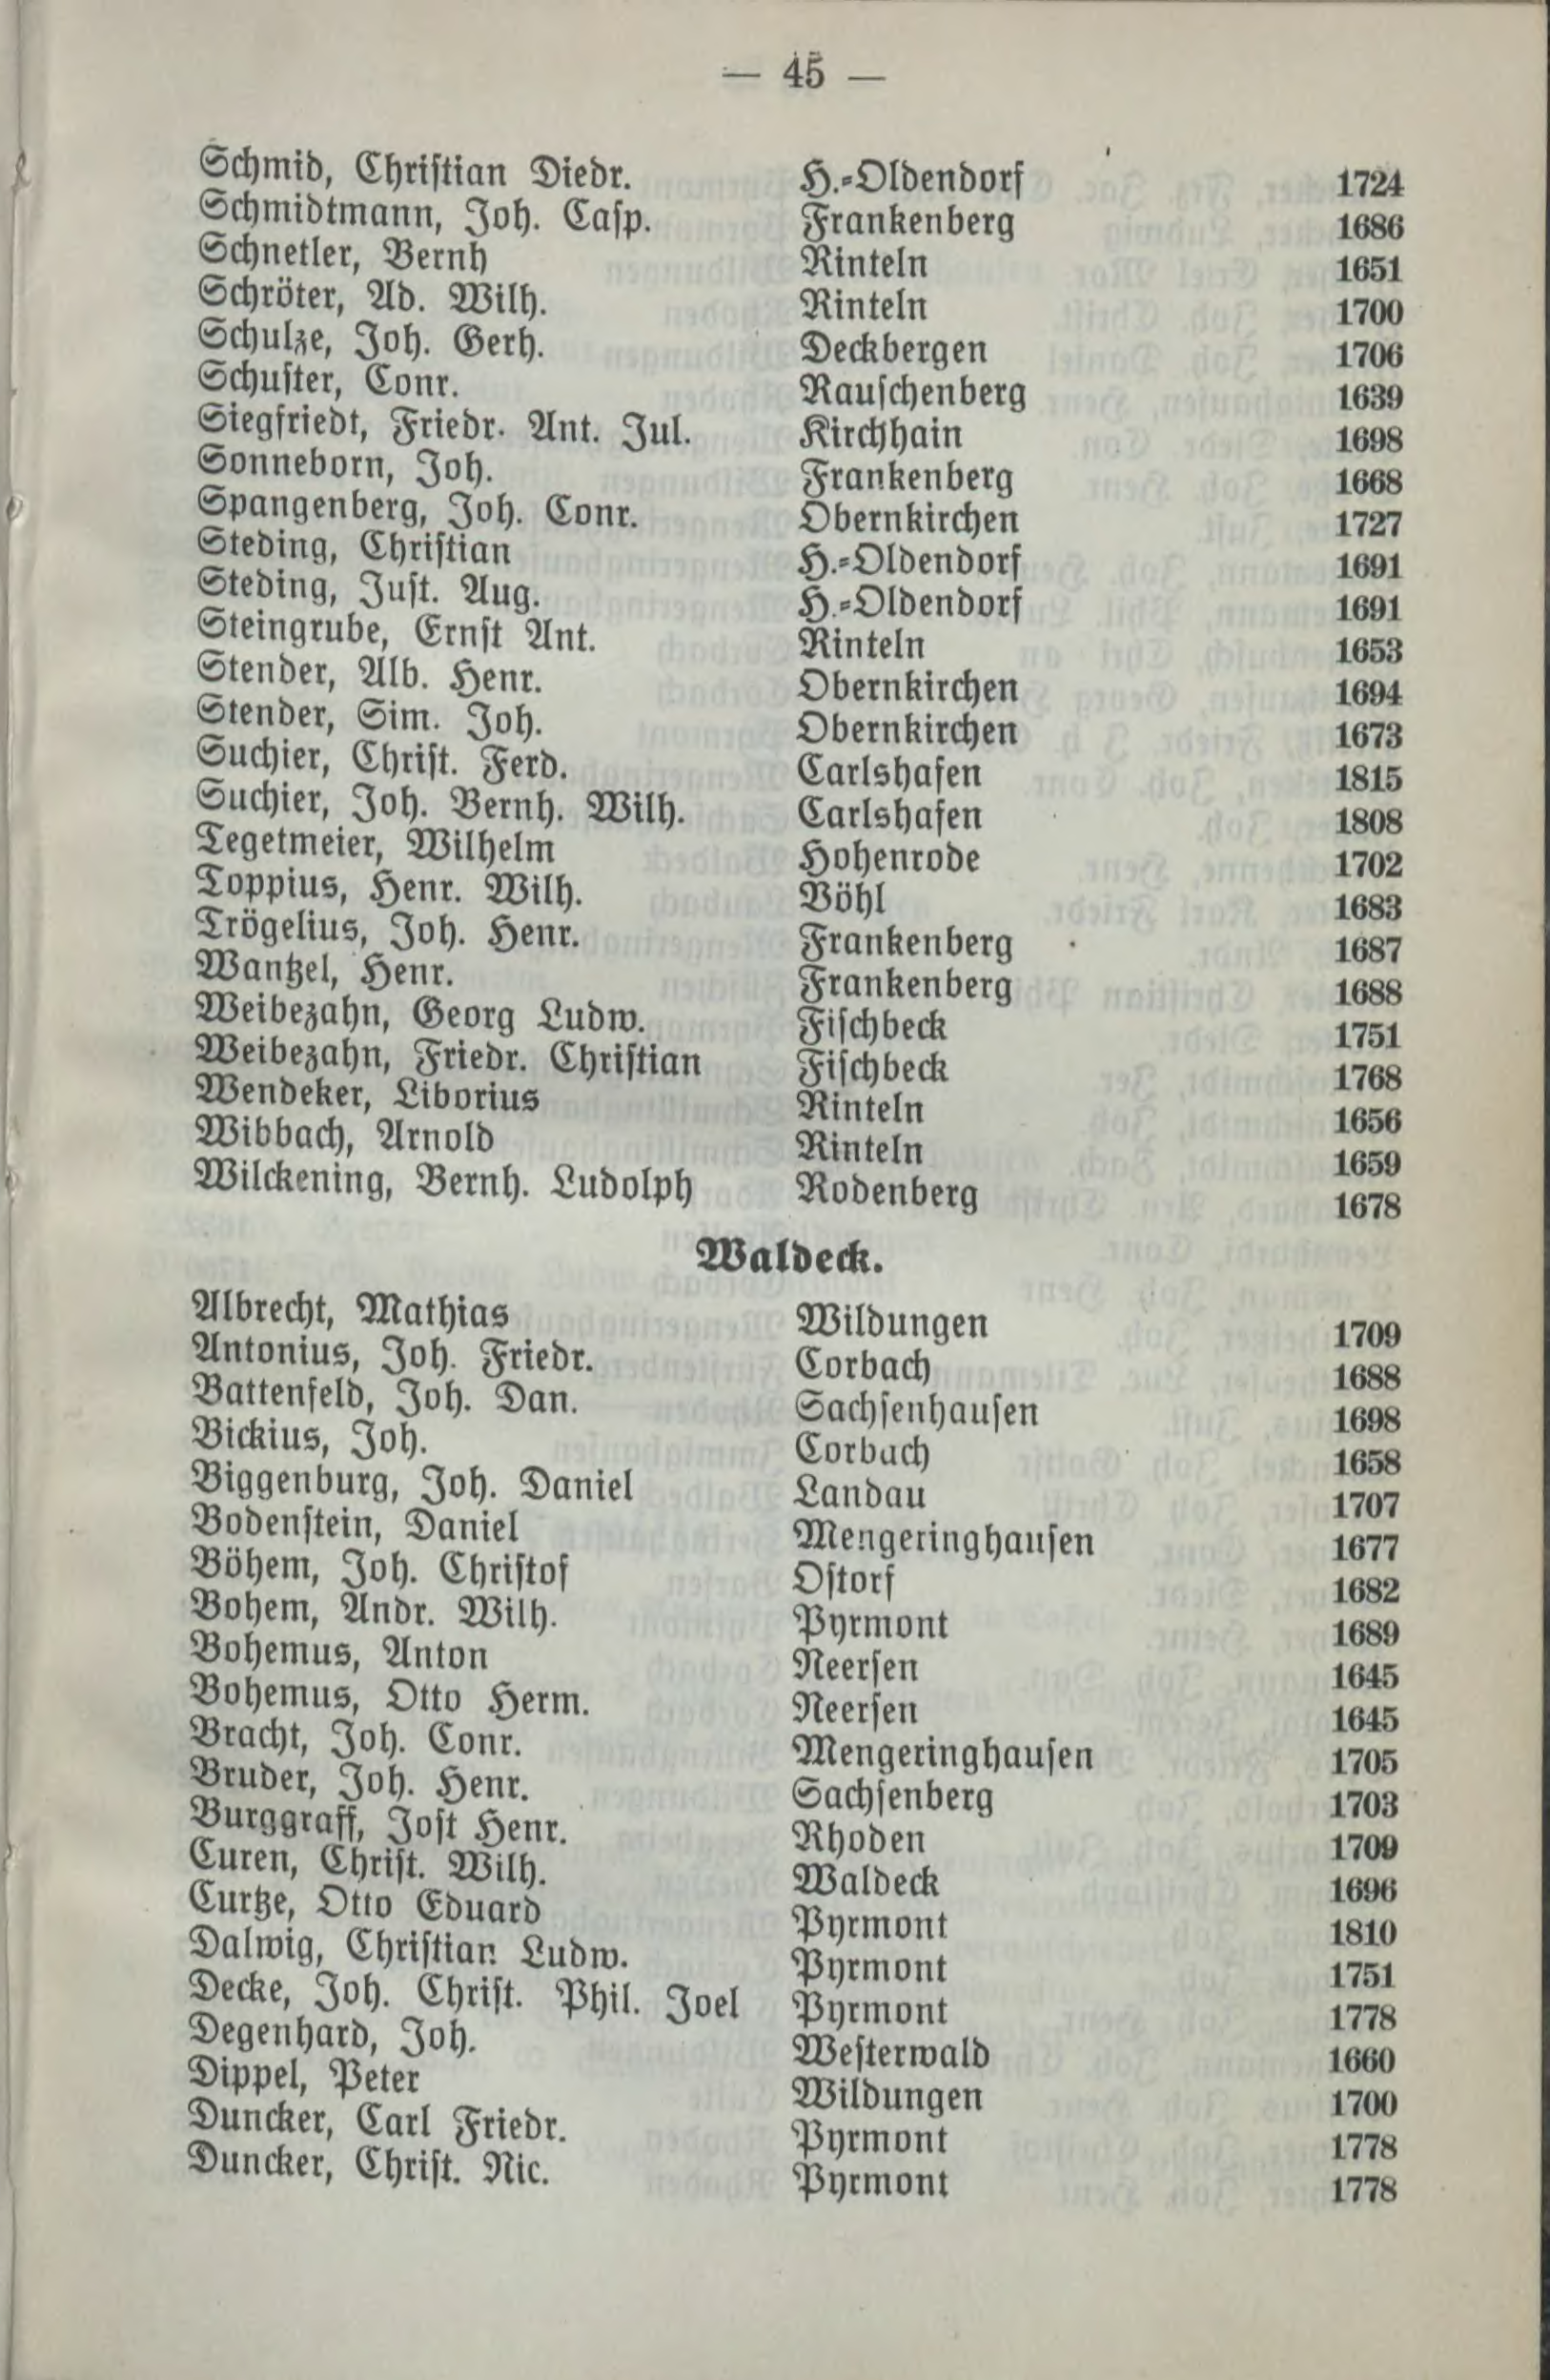 — 45 —
Schmid, Christian Diedr. H.=Oldendorf 1724
Schmidtmann, Joh. Casp. Frankenberg 1686
Schnetler, Bernh Rinteln 1651
Schröter, Ad. Wilh. Rinteln 1700
Schulze, Joh. Gerh. Deckbergen 1706
Schuster, Conr. Rauschenberg 1639
Siegfriedt, Friedr. Ant. Jul. Kirchhain 1698
Sonneborn, Joh. Frankenberg 1668
Spangenberg, Joh. Conr. Obernkirchen 1727
Steding, Christian H.=Oldendorf 1691
Steding, Just. Aug. H.=Oldendorf 1691
Steingrube, Ernst Ant. Rinteln 1653
Stender, Alb. Henr. Obernkirchen 1694
Stender, Sim. Joh. Obernkirchen 1673
Suchier, Christ. Ferd. Carlshafen 1815
Suchier, Joh. Bernh. Wilh. Carlshafen 1808
Tegetmeier, Wilhelm Hohenrode 1702
Toppius, Henr. Wilh. Böhl 1683
Trögelius, Joh. Henr. Frankenberg 1687
Wantzel, Henr. Frankenberg 1688
Weibezahn, Georg Ludw. Fischbeck 1751
Weibezahn, Friedr. Christian Fischbeck 1768
Wendeker, Liborius Rinteln 1656
Wibbach, Arnold Rinteln 1659
Wilckening, Bernh. Ludolph Rodenberg 1678
Waldeck.
Albrecht, Mathias Wildungen 1709
Antonius, Joh. Friedr. Corbach 1688
Battenfeld, Joh. Dan. Sachsenhausen 1698
Bickius, Joh. Corbach 1658
Biggenburg, Joh. Daniel Landau 1707
Bodenstein, Daniel Mengeringhausen 1677
Böhem, Joh. Christof Ostorf 1682
Bohem, Andr. Wilh. Pyrmont 1689
Bohemus, Anton Neersen 1645
Bohemus, Otto Herm. Neersen 1645
Bracht, Joh. Conr. Mengeringhausen 1705
Bruder, Joh. Henr. Sachsenberg 1703
Burggraff, Jost Henr. Rhoden 1709
Curen, Christ. Wilh. Waldeck 1696
Curtze, Otto Eduard Pyrmont 1810
Dalwig, Christian Ludw. Pyrmont 1751
Decke, Joh. Christ. Phil. Joel Pyrmont 1778
Degenhard, Joh. Westerwald 1660
Dippel, Peter Wildungen 1700
Duncker, Carl Friedr. Pyrmont 1778
Duncker, Christ. Nic. Pyrmont 1778